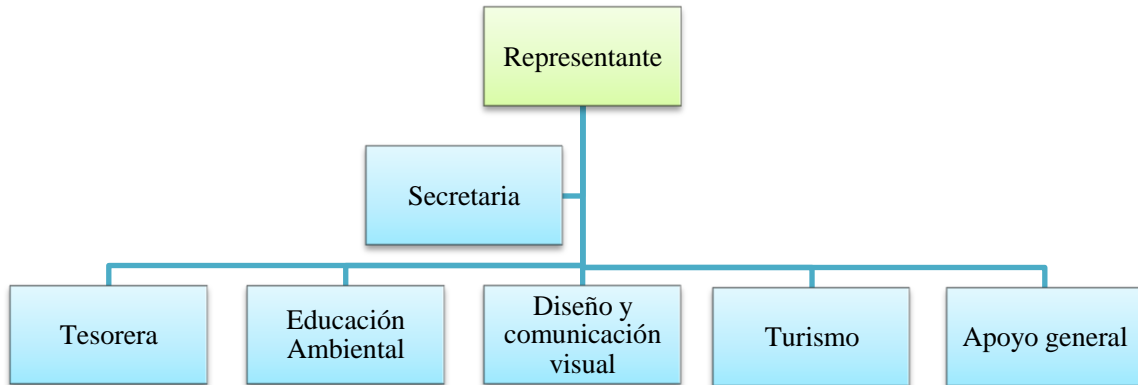 Representante
Secretaria
Tesorera
Educación
Ambiental
Diseño y
comunicación
visual
Turismo
Apoyo general